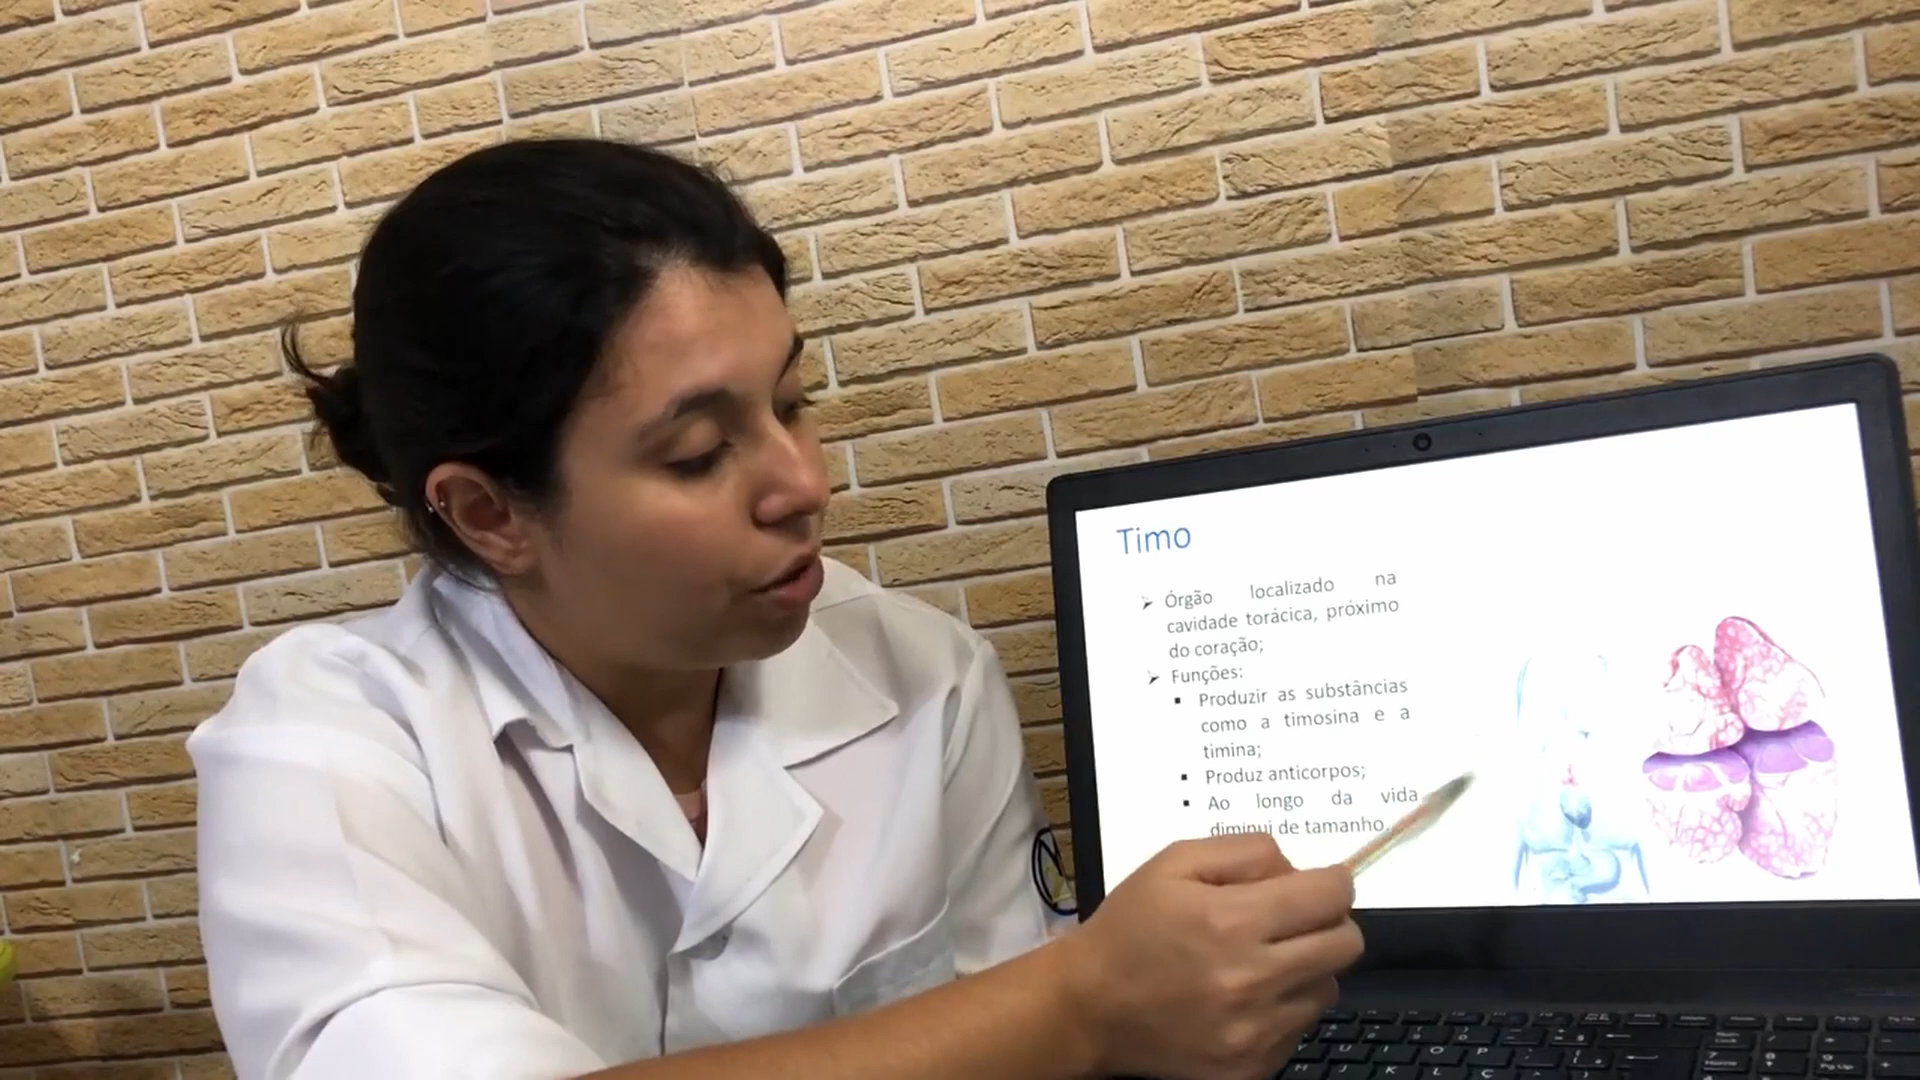 Timo
Órgão localizado na
cavidade torácica, próximo
do coração;
Funções:
Produzir as substâncias
como a timosina e a
timina;
Produz anticorpos;
Ao longo da vida
diminui de tamanho.